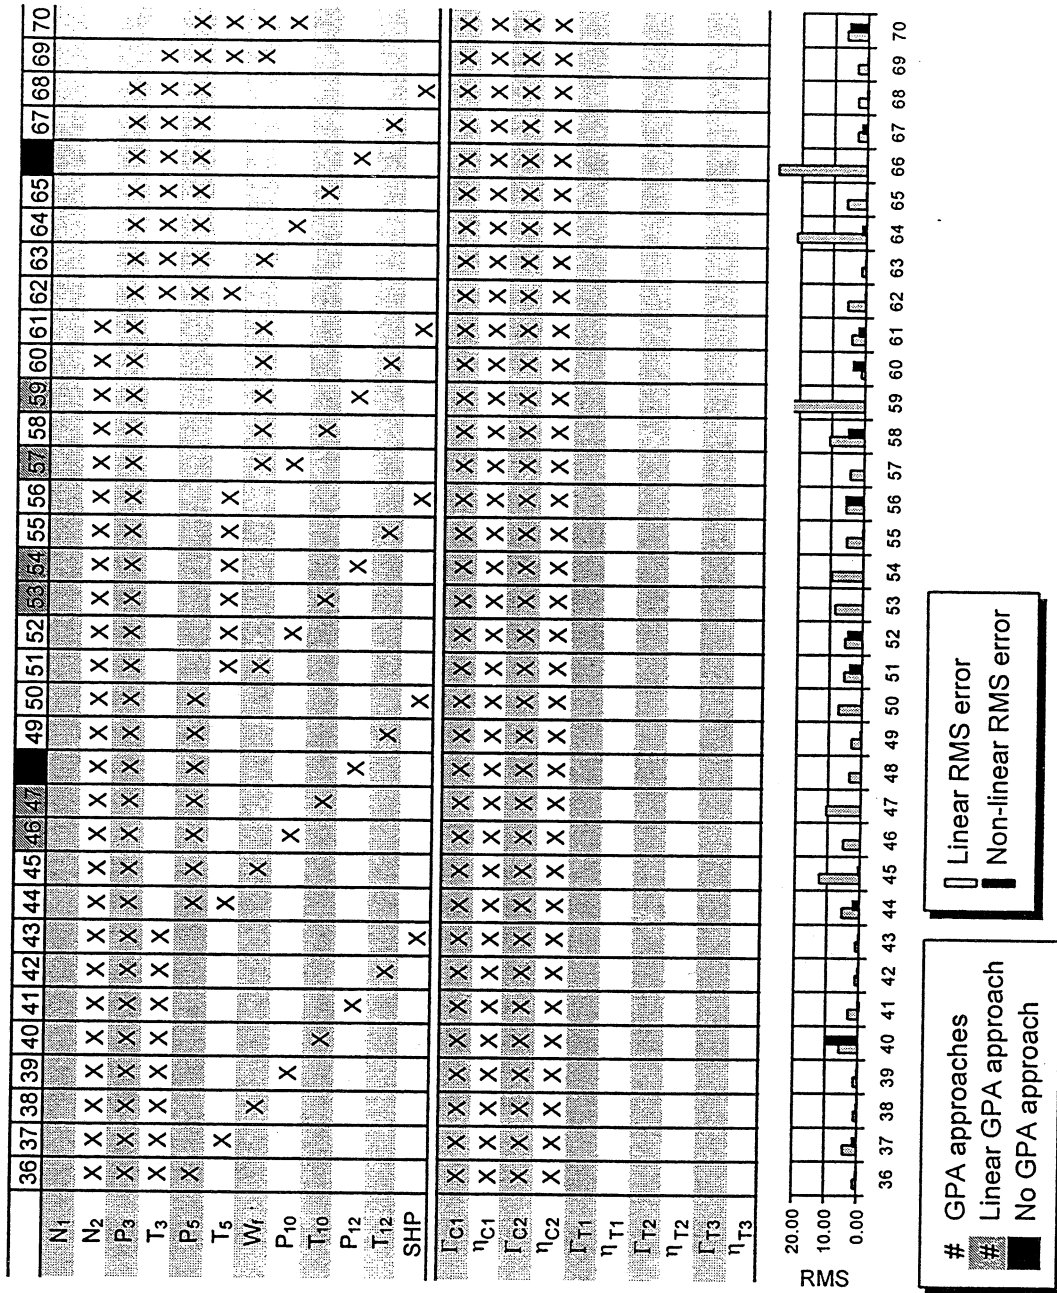 36 37 38 39 40 41 42 43 44 45 46 47 49 50 51 52 53 54 55 56 57 58 59 60 61 62 63 64 65 67 68 69 70
N1
N2 X X X X X X X X X X X X X X X X X X X X X X X X X X
P3 X X X X X X X X X X X X X X X X X X X X X X X X X X X X X X X X X
T3 X X X X X X X X X X X X X X X X
P5 X X X X X X X X X X X X X X X X X
T5 X X X X X X X X X X X
Wf X X X X X X X X X X X
P10 X X X X X X
T10 X X X X X
P12 X X X X X
T12 X X X X X
SHP X X X X X
ΓC1 X X X X X X X X X X X X X X X X X X X X X X X X X X X X X X X X X X X
ηC1 X X X X X X X X X X X X X X X X X X X X X X X X X X X X X X X X X X X
ΓC2 X X X X X X X X X X X X X X X X X X X X X X X X X X X X X X X X X X X
ηC2 X X X X X X X X X X X X X X X X X X X X X X X X X X X X X X X X X X X
ΓT1
ηT1
ΓT2
ηT2
ΓT3
ηT3
RMS
20.00
10.00
0.00
36 37 38 39 40 41 42 43 44 45 46 47 48 49 50 51 52 53 54 55 56 57 58 59 60 61 62 63 64 65 66 67 68 69 70
# GPA approaches
# Linear GPA approach
No GPA approach
Linear RMS error
Non-linear RMS error